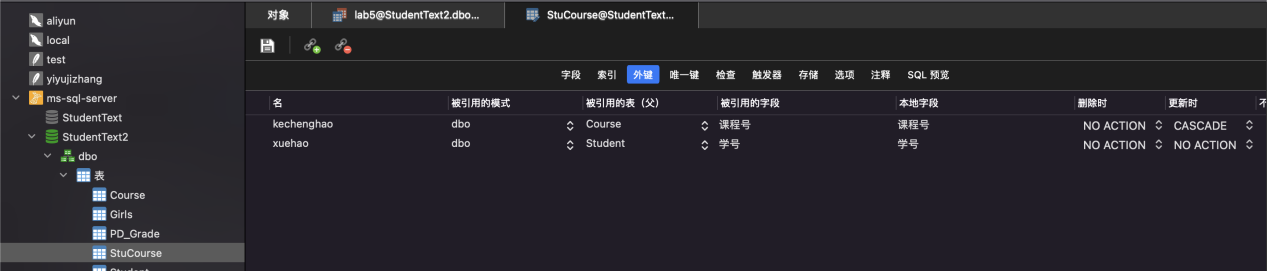 aliyun
local
test
yiyujizhang
ms-sql-server
StudentText
StudentText2
dbo
表
Course
Girls
PD_Grade
StuCourse
Student
对象 lab5@StudentText2.dbo... StuCourse@StudentText...
字段 索引 外键 唯一键 检查 触发器 存储 选项 注释 SQL 预览
名 被引用的模式 被引用的表（父） 被引用的字段 本地字段 删除时 更新时
kechenghao dbo Course 课程号 课程号 NO ACTION CASCADE
xuehao dbo Student 学号 学号 NO ACTION NO ACTION